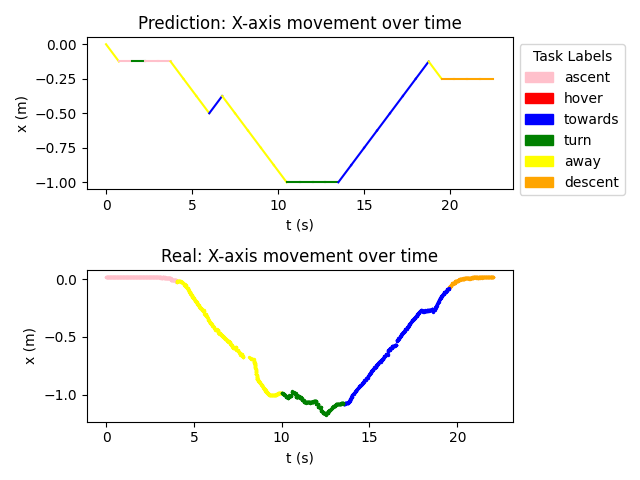 Prediction: X-axis movement over time
0.00
−0.25
−0.50
−0.75
−1.00
x (m)
0 5 10 15 20
t (s)
Task Labels
ascent
hover
towards
turn
away
descent
Real: X-axis movement over time
0.0
−0.5
−1.0
x (m)
0 5 10 15 20
t (s)